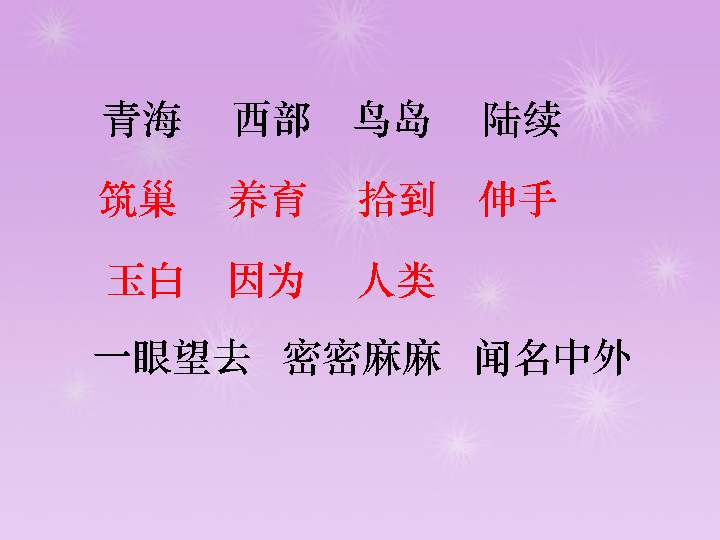 青海 西部 鸟岛 陆续
筑巢 养育 拾到 伸手
玉白 因为 人类
一眼望去 密密麻麻 闻名中外